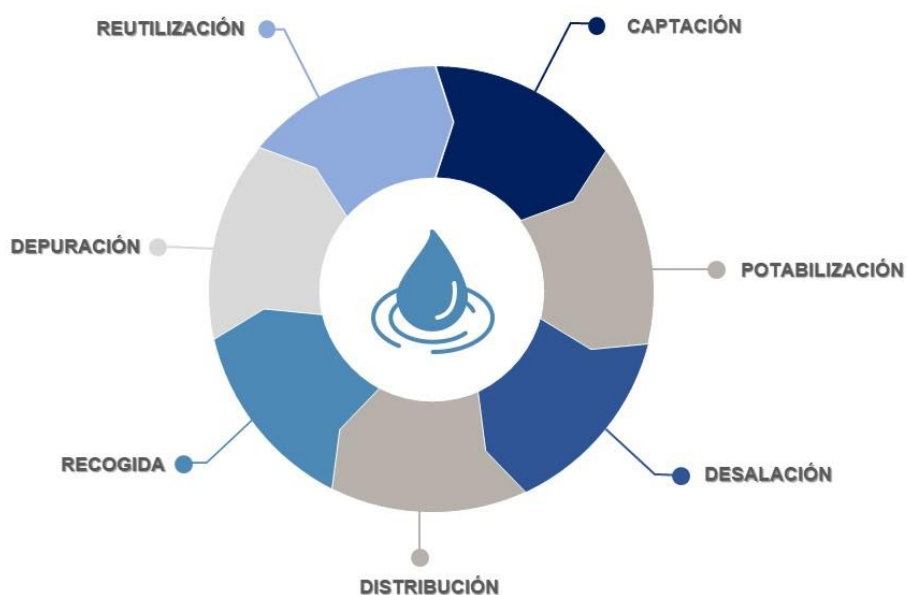 REUTILIZACIÓN
CAPTACIÓN
DEPURACIÓN
POTABILIZACIÓN
RECOGIDA
DESALACIÓN
DISTRIBUCIÓN